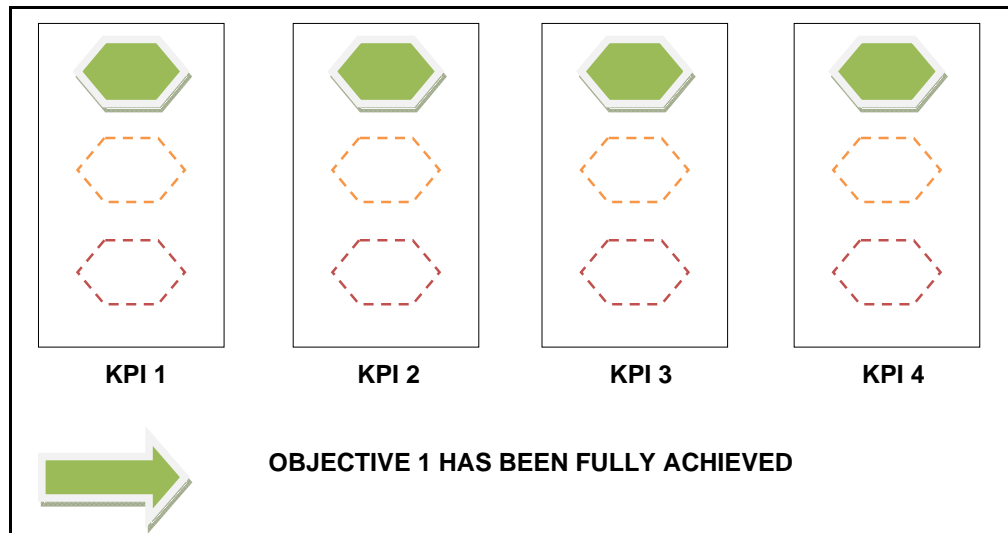 KPI 1
KPI 2
KPI 3
KPI 4
OBJECTIVE 1 HAS BEEN FULLY ACHIEVED